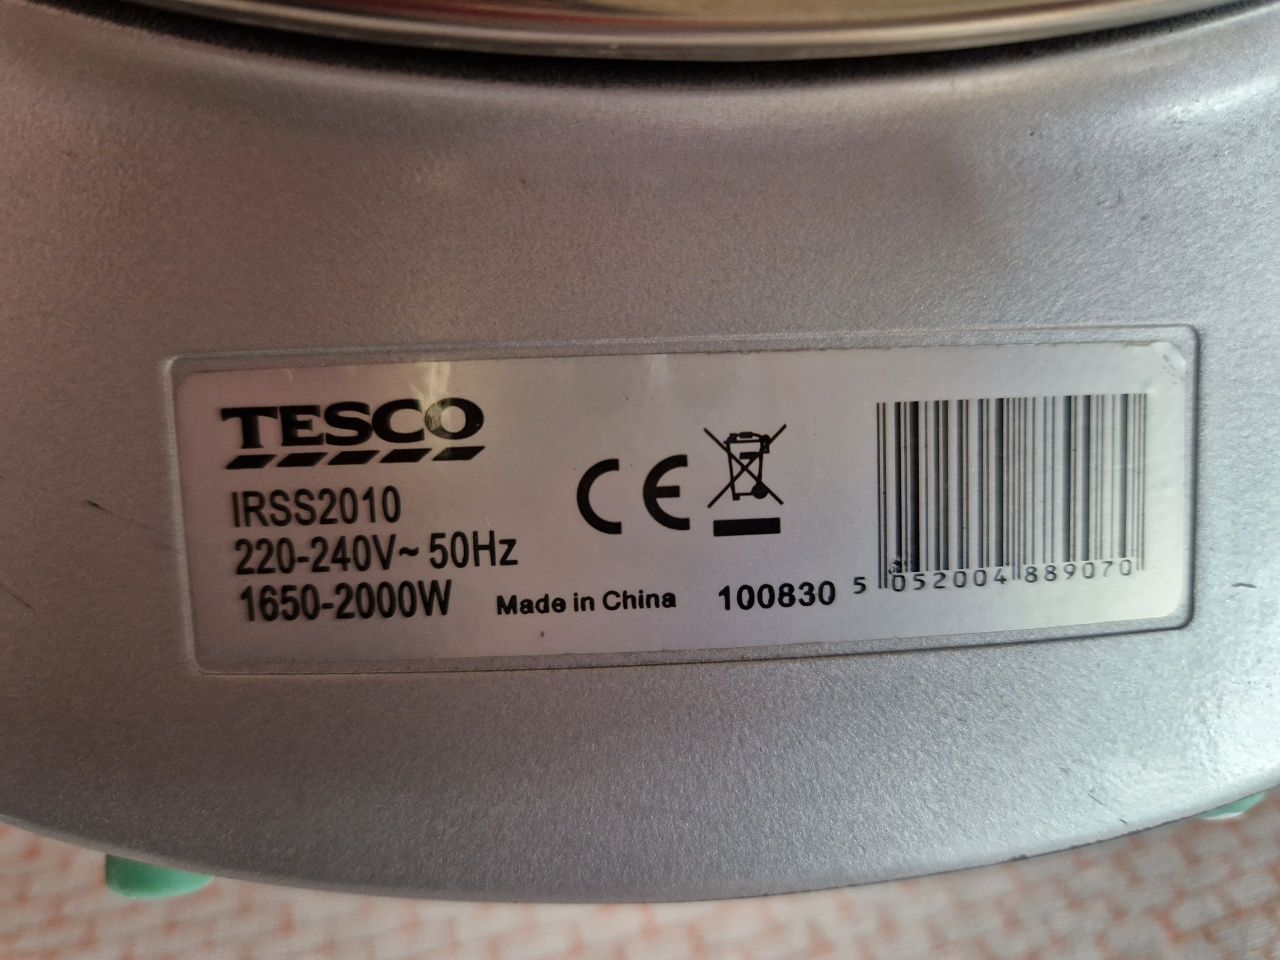 TESCO
IRSS2010
220-240V~ 50Hz
1650-2000W
CE
Made in China
100830
5 052004 889070